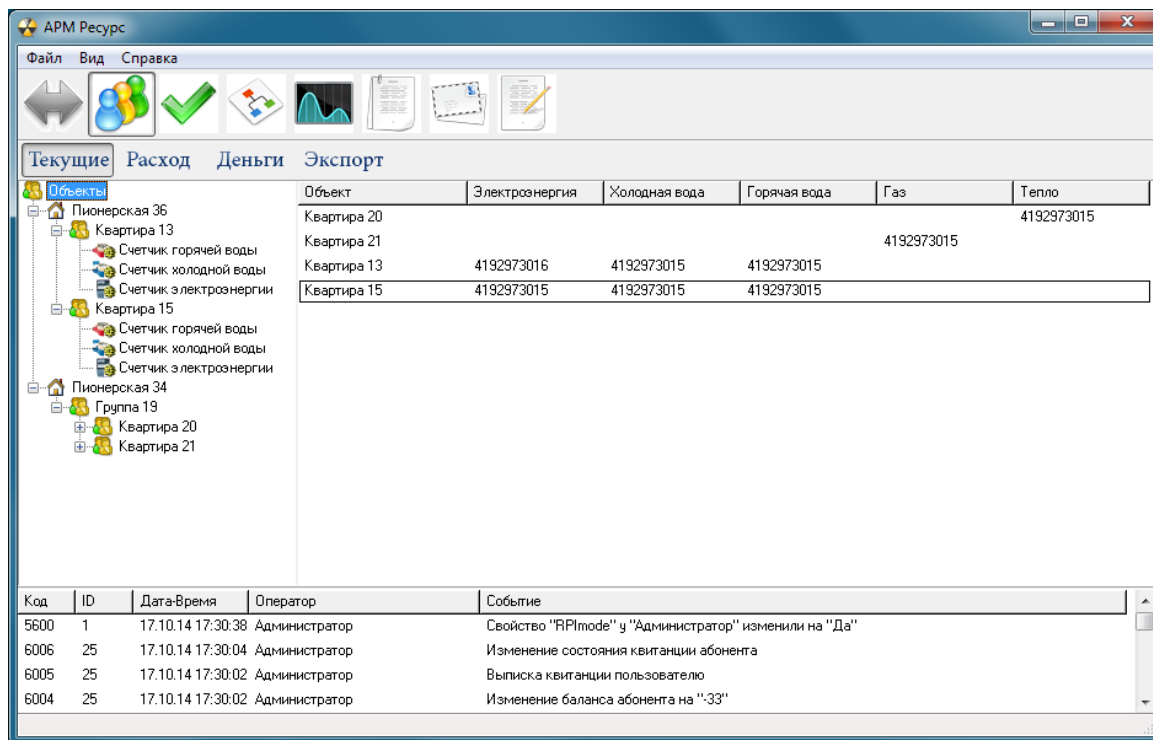 АРМ Ресурс
Файл Вид Справка
Текущие Расход Деньги Экспорт
Объекты
Пионерская 36
Квартира 13
Счетчик горячей воды
Счетчик холодной воды
Счетчик электроэнергии
Квартира 15
Счетчик горячей воды
Счетчик холодной воды
Счетчик электроэнергии
Пионерская 34
Группа 19
Квартира 20
Квартира 21
Объект Электроэнергия Холодная вода Горячая вода Газ Тепло
Квартира 20 4192973015
Квартира 21 4192973015
Квартира 13 4192973016 4192973015 4192973015
Квартира 15 4192973015 4192973015 4192973015
Код ID Дата-Время Оператор Событие
5600 1 17.10.14 17:30:38 Администратор Свойство "RPImode" у "Администратор" изменили на "Да"
6006 25 17.10.14 17:30:04 Администратор Изменение состояния квитанции абонента
6005 25 17.10.14 17:30:02 Администратор Выписка квитанции пользователю
6004 25 17.10.14 17:30:02 Администратор Изменение баланса абонента на "-33"